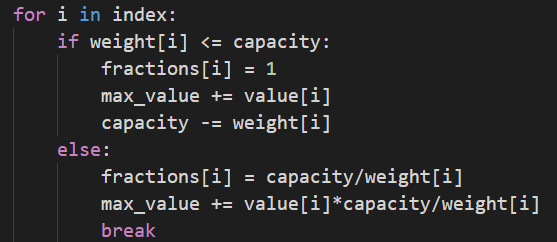 for i in index:
    if weight[i] <= capacity:
        fractions[i] = 1
        max_value += value[i]
        capacity -= weight[i]
    else:
        fractions[i] = capacity/weight[i]
        max_value += value[i]*capacity/weight[i]
        break